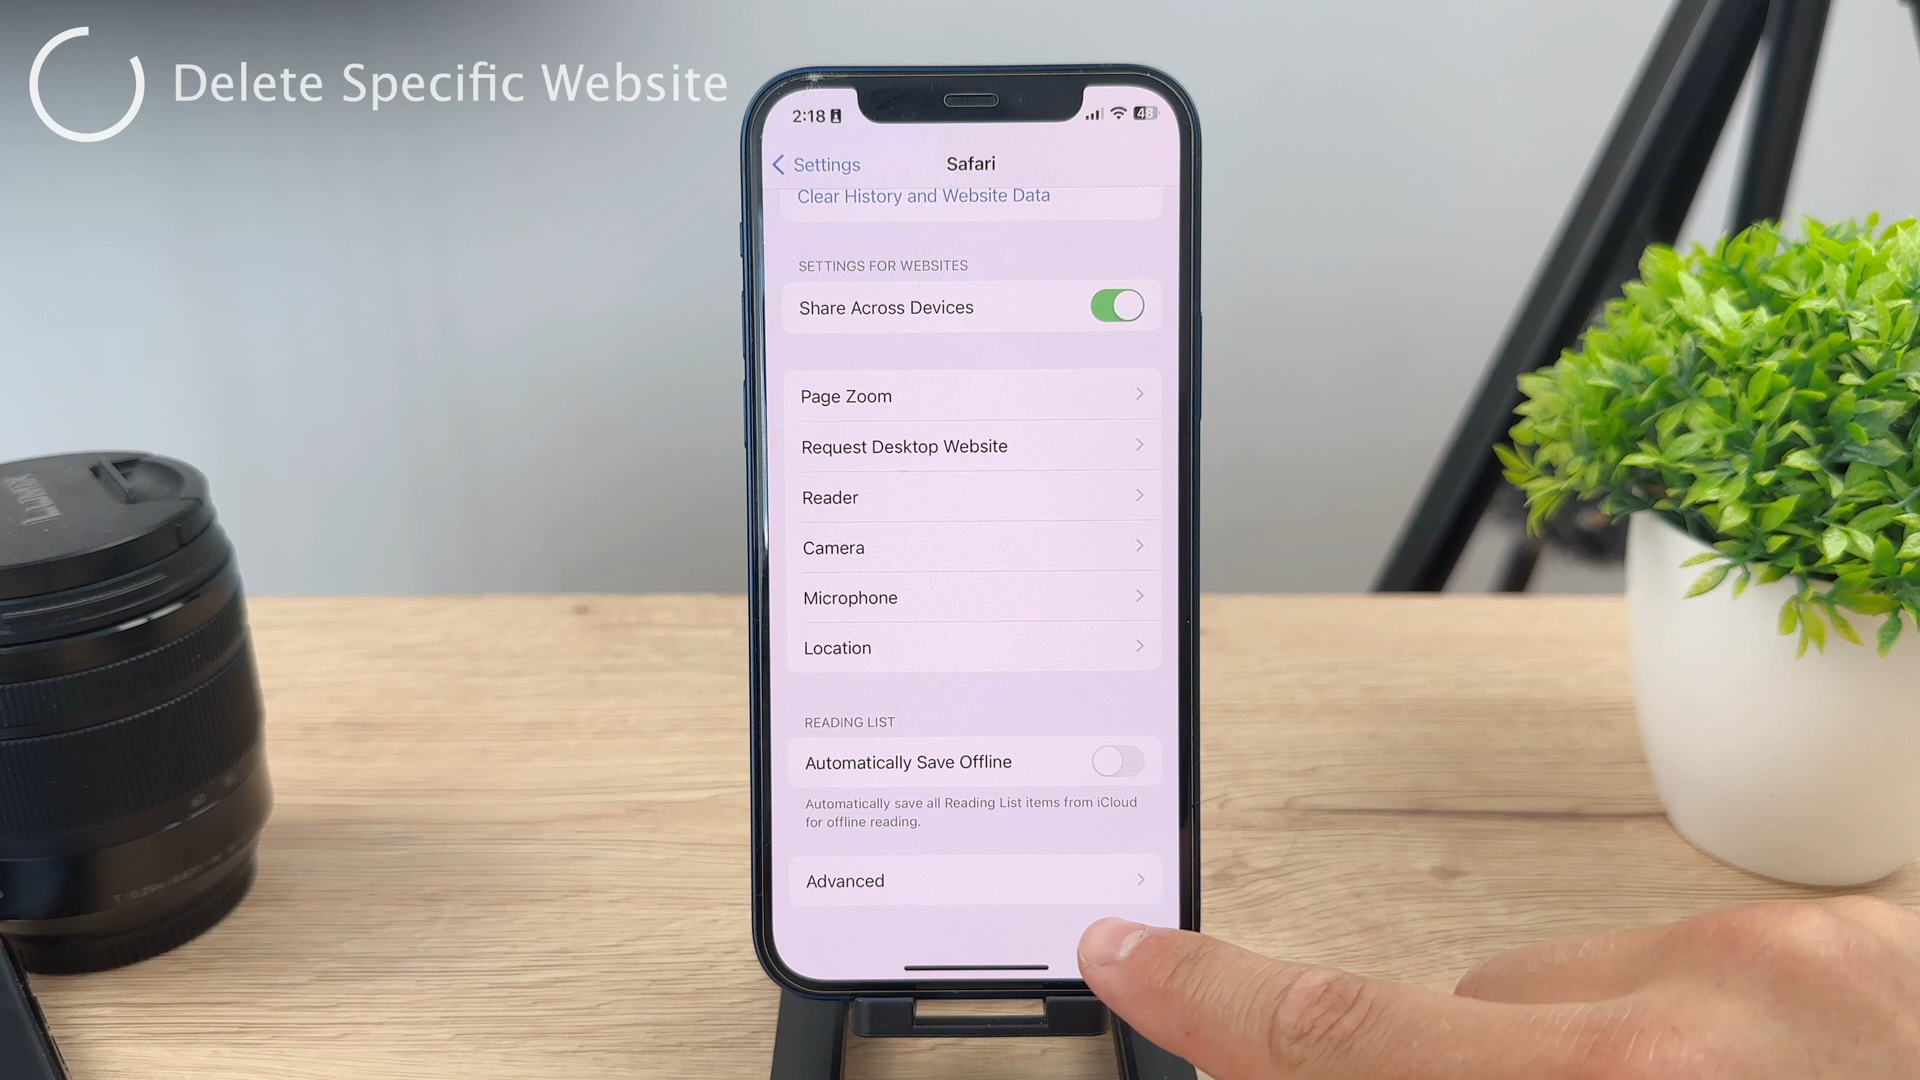 Delete Specific Website
2:18
48
Settings
Safari
Clear History and Website Data
SETTINGS FOR WEBSITES
Share Across Devices
Page Zoom
Request Desktop Website
Reader
Camera
Microphone
Location
READING LIST
Automatically Save Offline
Automatically save all Reading List items from iCloud
for offline reading.
Advanced
LUMIX